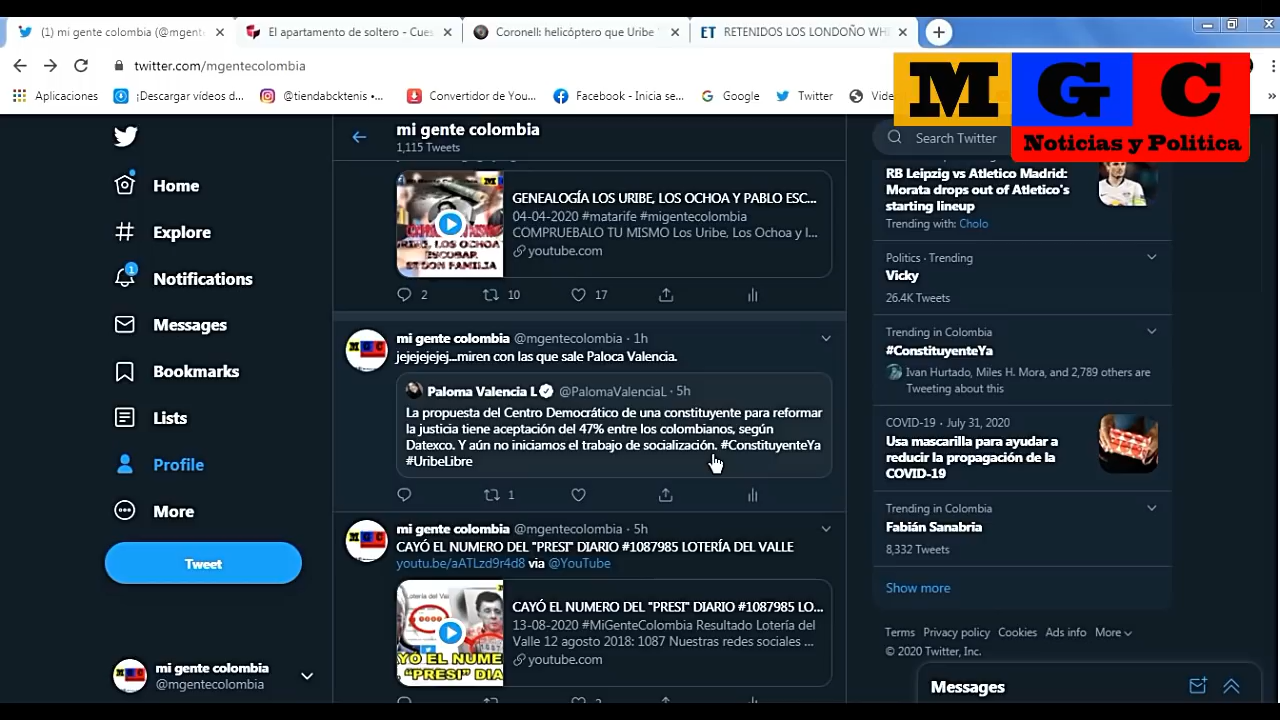 mi gente colombia (@mgent
El apartamento de soltero - Cues
Coronell: helicóptero que Uribe
ET RETENIDOS LOS LONDOÑO WH
twitter.com/mgentecolombia
Aplicaciones
¡Descargar vídeos d...
@tiendabcktenis •...
Convertidor de You...
Facebook - Inicia se...
Google
Twitter
MGC
Noticias y Politica
Home
Explore
1
Notifications
Messages
Bookmarks
Lists
Profile
More
Tweet
mi gente colombia
@mgentecolombia
mi gente colombia
1,115 Tweets
GENEALOGÍA LOS URIBE, LOS OCHOA Y PABLO ESC...
04-04-2020 #matarife #migentecolombia
COMPRUEBALO TU MISMO Los Uribe, Los Ochoa y l...
youtube.com
2 10 17
mi gente colombia @mgentecolombia · 1h
jejejejejej...miren con las que sale Paloca Valencia.
Paloma Valencia L @PalomaValenciaL · 5h
La propuesta del Centro Democrático de una constituyente para reformar
la justicia tiene aceptación del 47% entre los colombianos, según
Datexco. Y aún no iniciamos el trabajo de socialización. #ConstituyenteYa
#UribeLibre
1
mi gente colombia @mgentecolombia · 5h
CAYÓ EL NUMERO DEL "PRESI" DIARIO #1087985 LOTERÍA DEL VALLE
youtu.be/aATLzd9r4d8 via @YouTube
YO EL NUME
"PRESI" DIA
CAYÓ EL NUMERO DEL "PRESI" DIARIO #1087985 LO...
13-08-2020 #MiGenteColombia Resultado Lotería del
Valle 12 agosto 2018: 1087 Nuestras redes sociales ...
youtube.com
Search Twitter
RB Leipzig vs Atletico Madrid:
Morata drops out of Atletico's
starting lineup
Trending with: Cholo
Politics · Trending
Vicky
26.4K Tweets
Trending in Colombia
#ConstituyenteYa
Ivan Hurtado, Miles H. Mora, and 2,789 others are
Tweeting about this
COVID-19 · July 31, 2020
Usa mascarilla para ayudar a
reducir la propagación de la
COVID-19
Trending in Colombia
Fabián Sanabria
8,332 Tweets
Show more
Terms Privacy policy Cookies Ads info More
© 2020 Twitter, Inc.
Messages